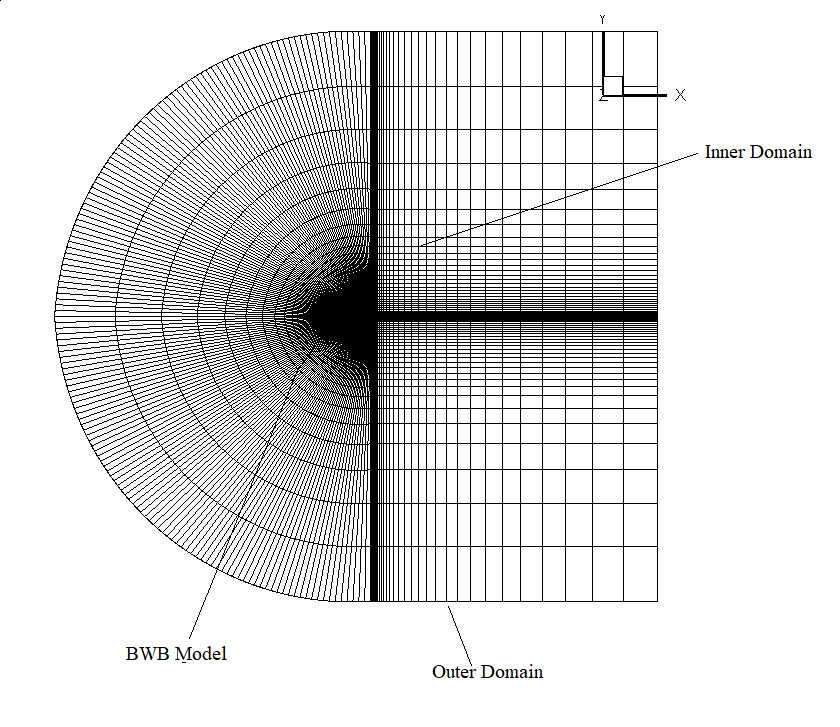 Y
Z
X
Inner Domain
BWB Model
Outer Domain